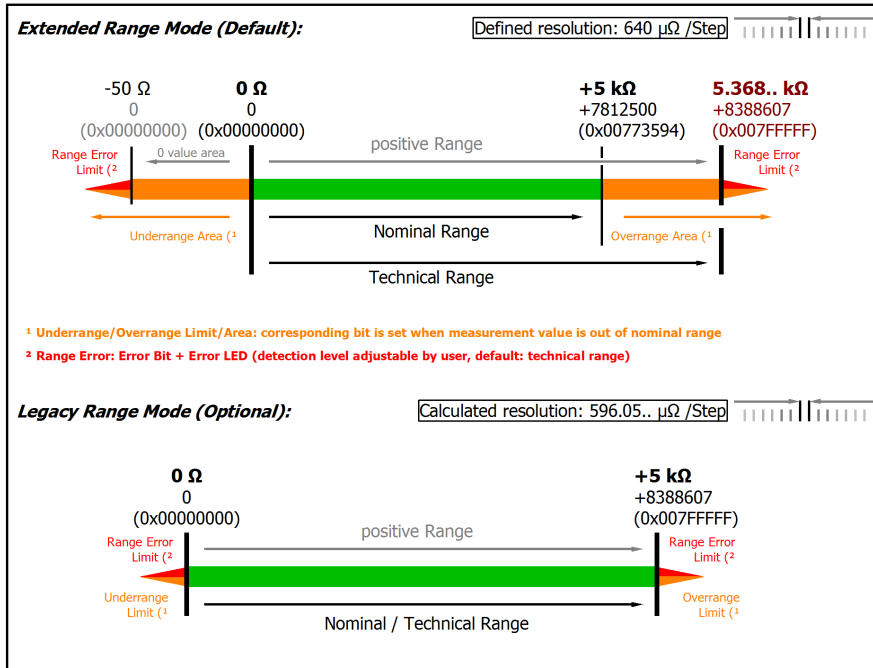 Extended Range Mode (Default):
Defined resolution: 640 µΩ /Step
-50 Ω
0
(0x00000000)
0 Ω
0
(0x00000000)
+5 kΩ
+7812500
(0x00773594)
5.368.. kΩ
+8388607
(0x007FFFFF)
Range Error
Limit (²
0 value area
positive Range
Range Error
Limit (²
Underrange Area (¹
Nominal Range
Overrange Area (¹
Technical Range
¹ Underrange/Overrange Limit/Area: corresponding bit is set when measurement value is out of nominal range
² Range Error: Error Bit + Error LED (detection level adjustable by user, default: technical range)
Legacy Range Mode (Optional):
Calculated resolution: 596.05.. µΩ /Step
0 Ω
0
(0x00000000)
+5 kΩ
+8388607
(0x007FFFFF)
Range Error
Limit (²
positive Range
Range Error
Limit (²
Underrange
Limit (¹
Nominal / Technical Range
Overrange
Limit (¹